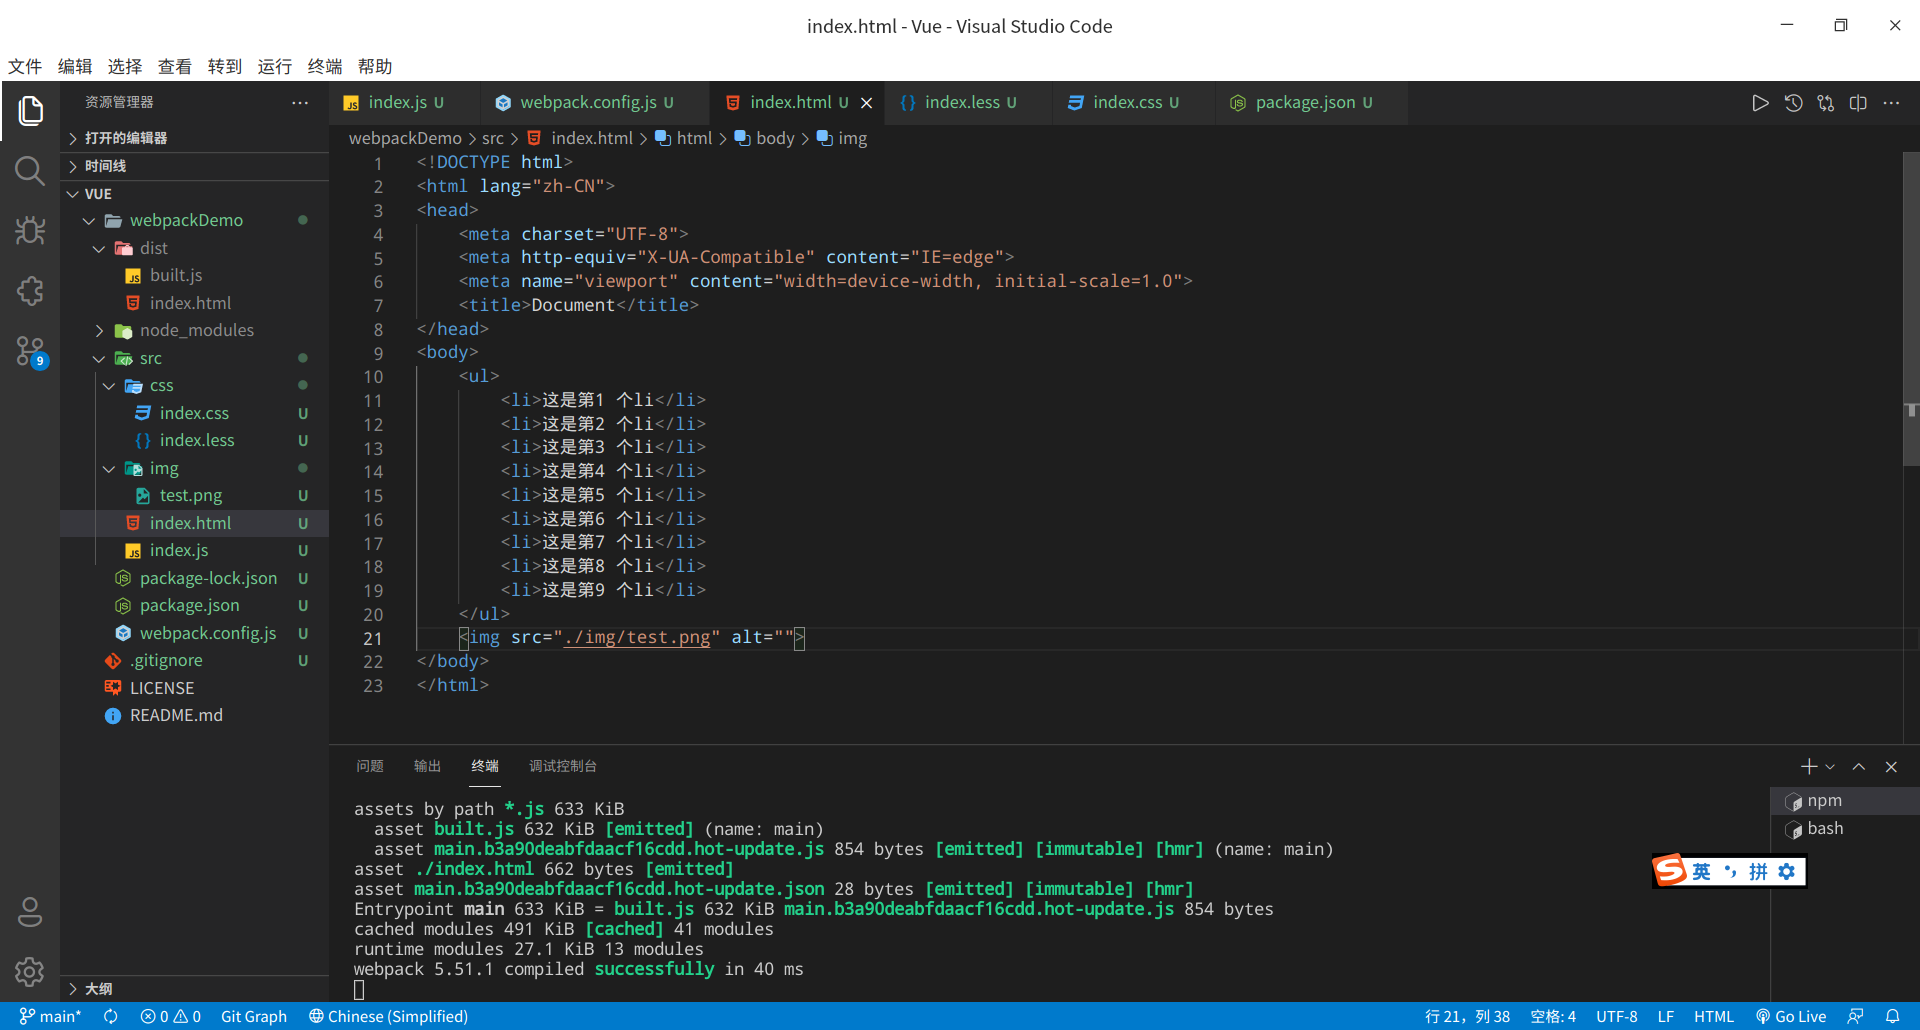 index.html - Vue - Visual Studio Code
文件 编辑 选择 查看 转到 运行 终端 帮助
资源管理器
打开的编辑器
时间线
VUE
webpackDemo
dist
built.js
index.html
node_modules
src
css
index.css U
index.less U
img
test.png U
index.html U
index.js U
package-lock.json U
package.json U
webpack.config.js U
.gitignore U
LICENSE
README.md
大纲
9
index.js U webpack.config.js U index.html U index.less U index.css U package.json U
webpackDemo > src > index.html > html > body > img
1 <!DOCTYPE html>
2 <html lang="zh-CN">
3 <head>
4 <meta charset="UTF-8">
5 <meta http-equiv="X-UA-Compatible" content="IE=edge">
6 <meta name="viewport" content="width=device-width, initial-scale=1.0">
7 <title>Document</title>
8 </head>
9 <body>
10 <ul>
11 <li>这是第1 个li</li>
12 <li>这是第2 个li</li>
13 <li>这是第3 个li</li>
14 <li>这是第4 个li</li>
15 <li>这是第5 个li</li>
16 <li>这是第6 个li</li>
17 <li>这是第7 个li</li>
18 <li>这是第8 个li</li>
19 <li>这是第9 个li</li>
20 </ul>
21 <img src="./img/test.png" alt="">
22 </body>
23 </html>
问题 输出 终端 调试控制台
assets by path *.js 633 KiB
asset built.js 632 KiB [emitted] (name: main)
asset main.b3a90deabfdaacf16cdd.hot-update.js 854 bytes [emitted] [immutable] [hmr] (name: main)
asset ./index.html 662 bytes [emitted]
asset main.b3a90deabfdaacf16cdd.hot-update.json 28 bytes [emitted] [immutable] [hmr]
Entrypoint main 633 KiB = built.js 632 KiB main.b3a90deabfdaacf16cdd.hot-update.js 854 bytes
cached modules 491 KiB [cached] 41 modules
runtime modules 27.1 KiB 13 modules
webpack 5.51.1 compiled successfully in 40 ms
npm
bash
S 英 拼
main* 0 0 Git Graph Chinese (Simplified) 行 21，列 38 空格: 4 UTF-8 LF HTML Go Live